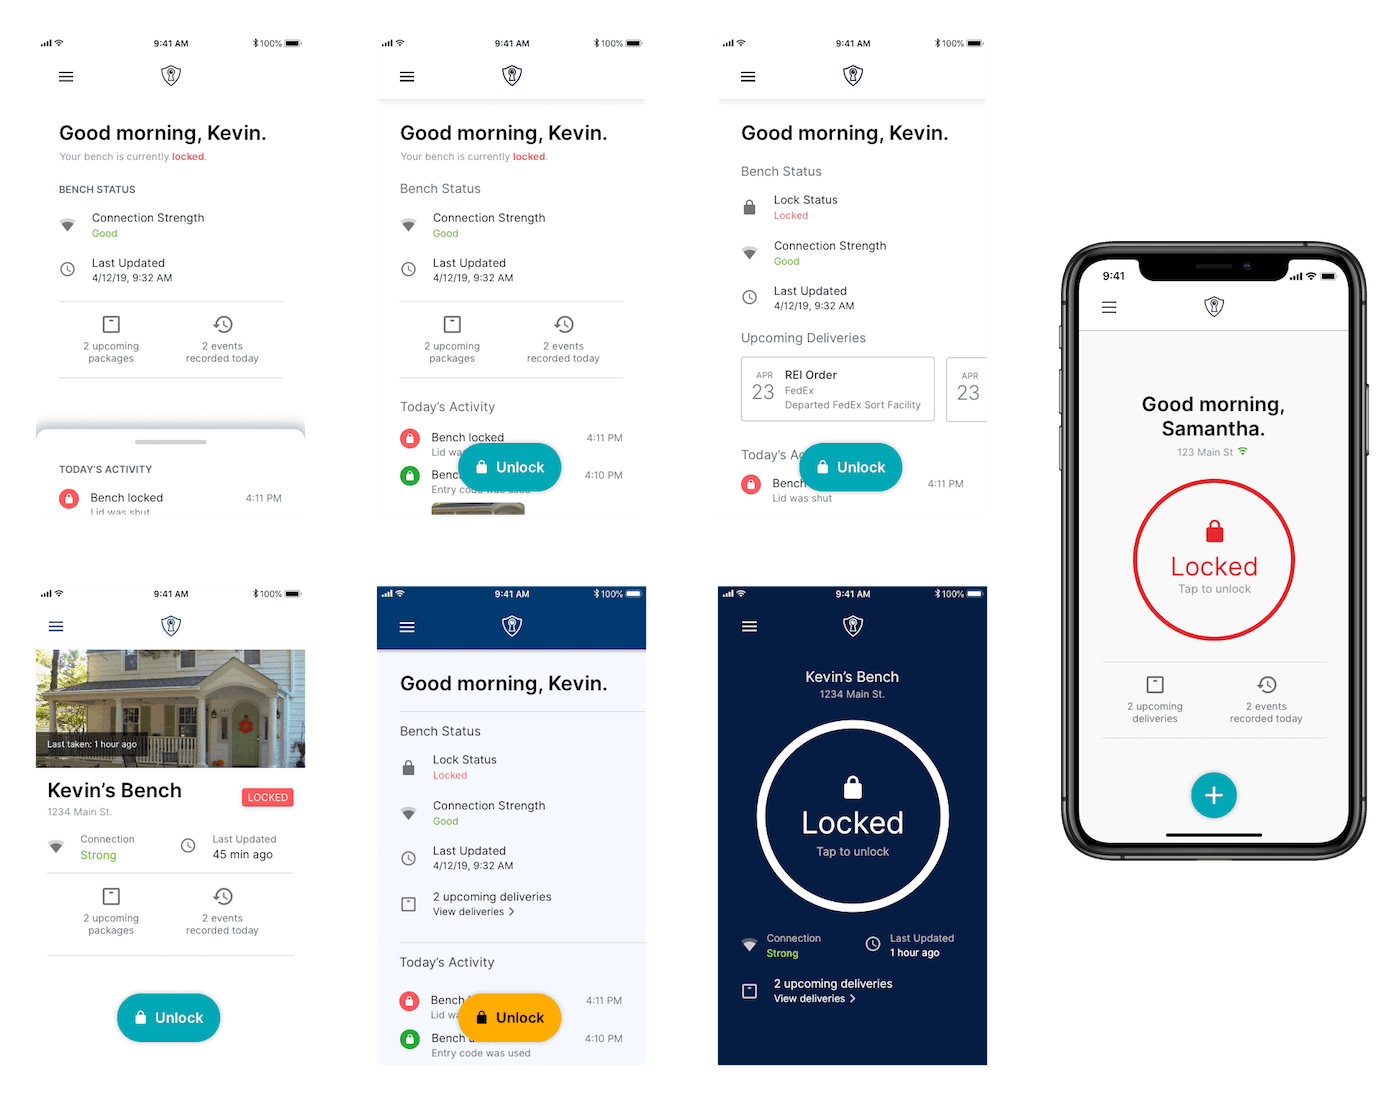 9:41 AM
100%
Good morning, Kevin.
Your bench is currently locked.
BENCH STATUS
Connection Strength
Good
Last Updated
4/12/19, 9:32 AM
2 upcoming
packages
2 events
recorded today
TODAY'S ACTIVITY
Bench locked
4:11 PM
Lid was shut
9:41 AM
100%
Good morning, Kevin.
Your bench is currently locked.
Bench Status
Connection Strength
Good
Last Updated
4/12/19, 9:32 AM
2 upcoming
packages
2 events
recorded today
Today's Activity
Bench locked
4:11 PM
Lid
Unlock
4:10 PM
Entry code was used
9:41 AM
100%
Good morning, Kevin.
Bench Status
Lock Status
Locked
Connection Strength
Good
Last Updated
4/12/19, 9:32 AM
Upcoming Deliveries
APR
23
REI Order
FedEx
Departed FedEx Sort Facility
APR
23
Today's
Unlock
Bench
4:11 PM
Lid was shut
9:41
Good morning,
Samantha.
123 Main St
Locked
Tap to unlock
2 upcoming
deliveries
2 events
recorded today
+
9:41 AM
100%
Last taken: 1 hour ago
Kevin's Bench
LOCKED
1234 Main St.
Connection
Strong
Last Updated
45 min ago
2 upcoming
packages
2 events
recorded today
Unlock
9:41 AM
100%
Good morning, Kevin.
Bench Status
Lock Status
Locked
Connection Strength
Good
Last Updated
4/12/19, 9:32 AM
2 upcoming deliveries
View deliveries >
Today's Activity
Bench
4:11 PM
Lid
Unlock
Bench
4:10 PM
Entry code was used
9:41 AM
100%
Kevin's Bench
1234 Main St.
Locked
Tap to unlock
Connection
Strong
Last Updated
1 hour ago
2 upcoming deliveries
View deliveries >